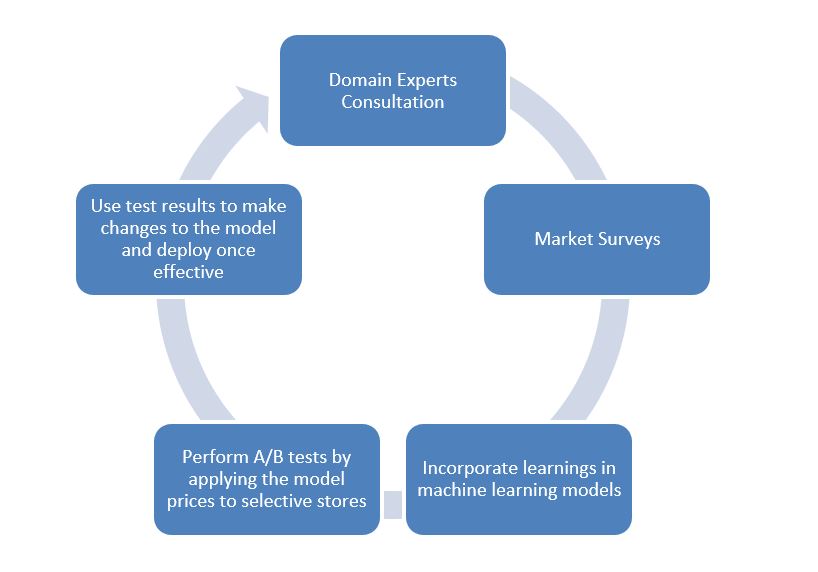 Domain Experts
Consultation
Market Surveys
Incorporate learnings in
machine learning models
Perform A/B tests by
applying the model
prices to selective stores
Use test results to make
changes to the model
and deploy once
effective